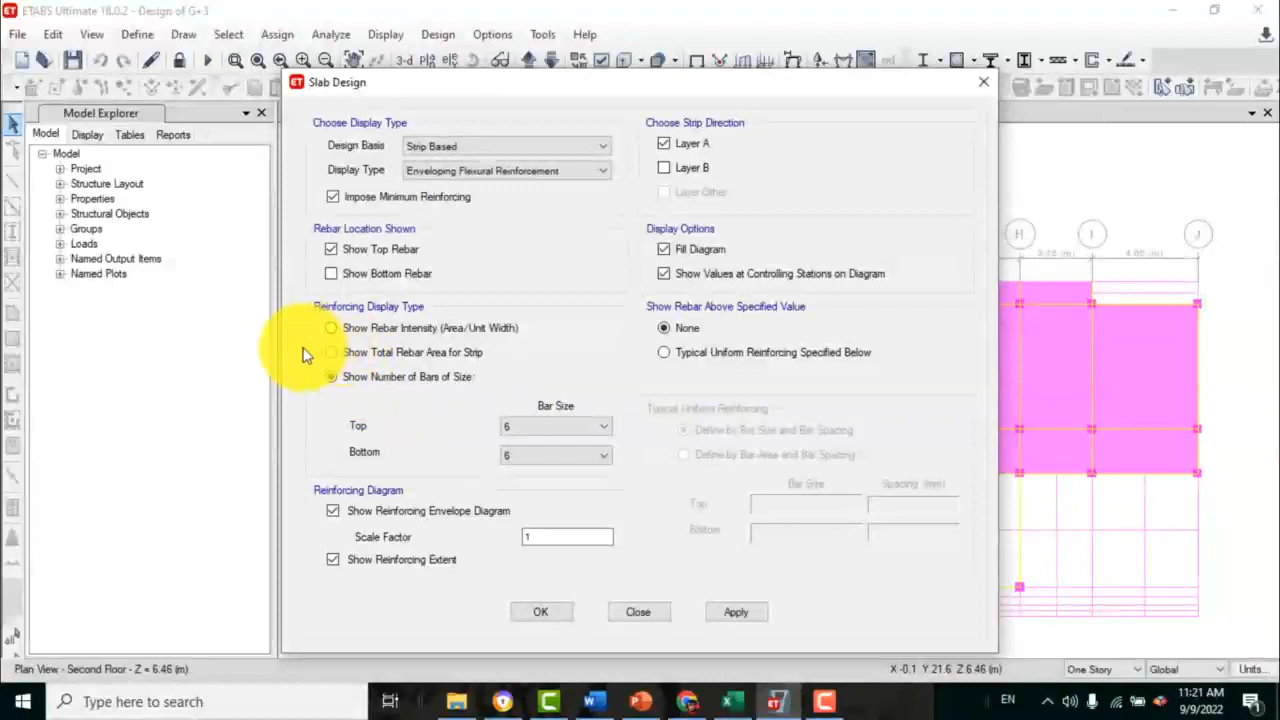 ETABS Ultimate 18.0.2 - Design of G+3
File Edit View Define Draw Select Assign Analyze Display Design Options Tools Help
3-d
Model Explorer
Model Display Tables Reports
Model
Project
Structure Layout
Properties
Structural Objects
Groups
Loads
Named Output Items
Named Plots
Slab Design
Choose Display Type
Design Basis Strip Based
Display Type Enveloping Flexural Reinforcement
Impose Minimum Reinforcing
Choose Strip Direction
Layer A
Layer B
Layer Other
Rebar Location Shown
Show Top Rebar
Show Bottom Rebar
Display Options
Fill Diagram
Show Values at Controlling Stations on Diagram
Reinforcing Display Type
Show Rebar Intensity (Area/Unit Width)
Show Total Rebar Area for Strip
Show Number of Bars of Size:
Bar Size
Top 6
Bottom 6
Show Rebar Above Specified Value
None
Typical Uniform Reinforcing Specified Below
Typical Uniform Reinforcing
Define by Bar Size and Bar Spacing
Define by Bar Area and Bar Spacing
Bar Size Spacing (mm)
Top
Bottom
Reinforcing Diagram
Show Reinforcing Envelope Diagram
Scale Factor 1
Show Reinforcing Extent
OK Close Apply
H I J
4.65 (m)
Plan View - Second Floor - Z = 6.46 (m)
X -0.1 Y 21.6 Z 6.46 (m)
One Story Global Units...
Type here to search
EN
11:21 AM
9/9/2022